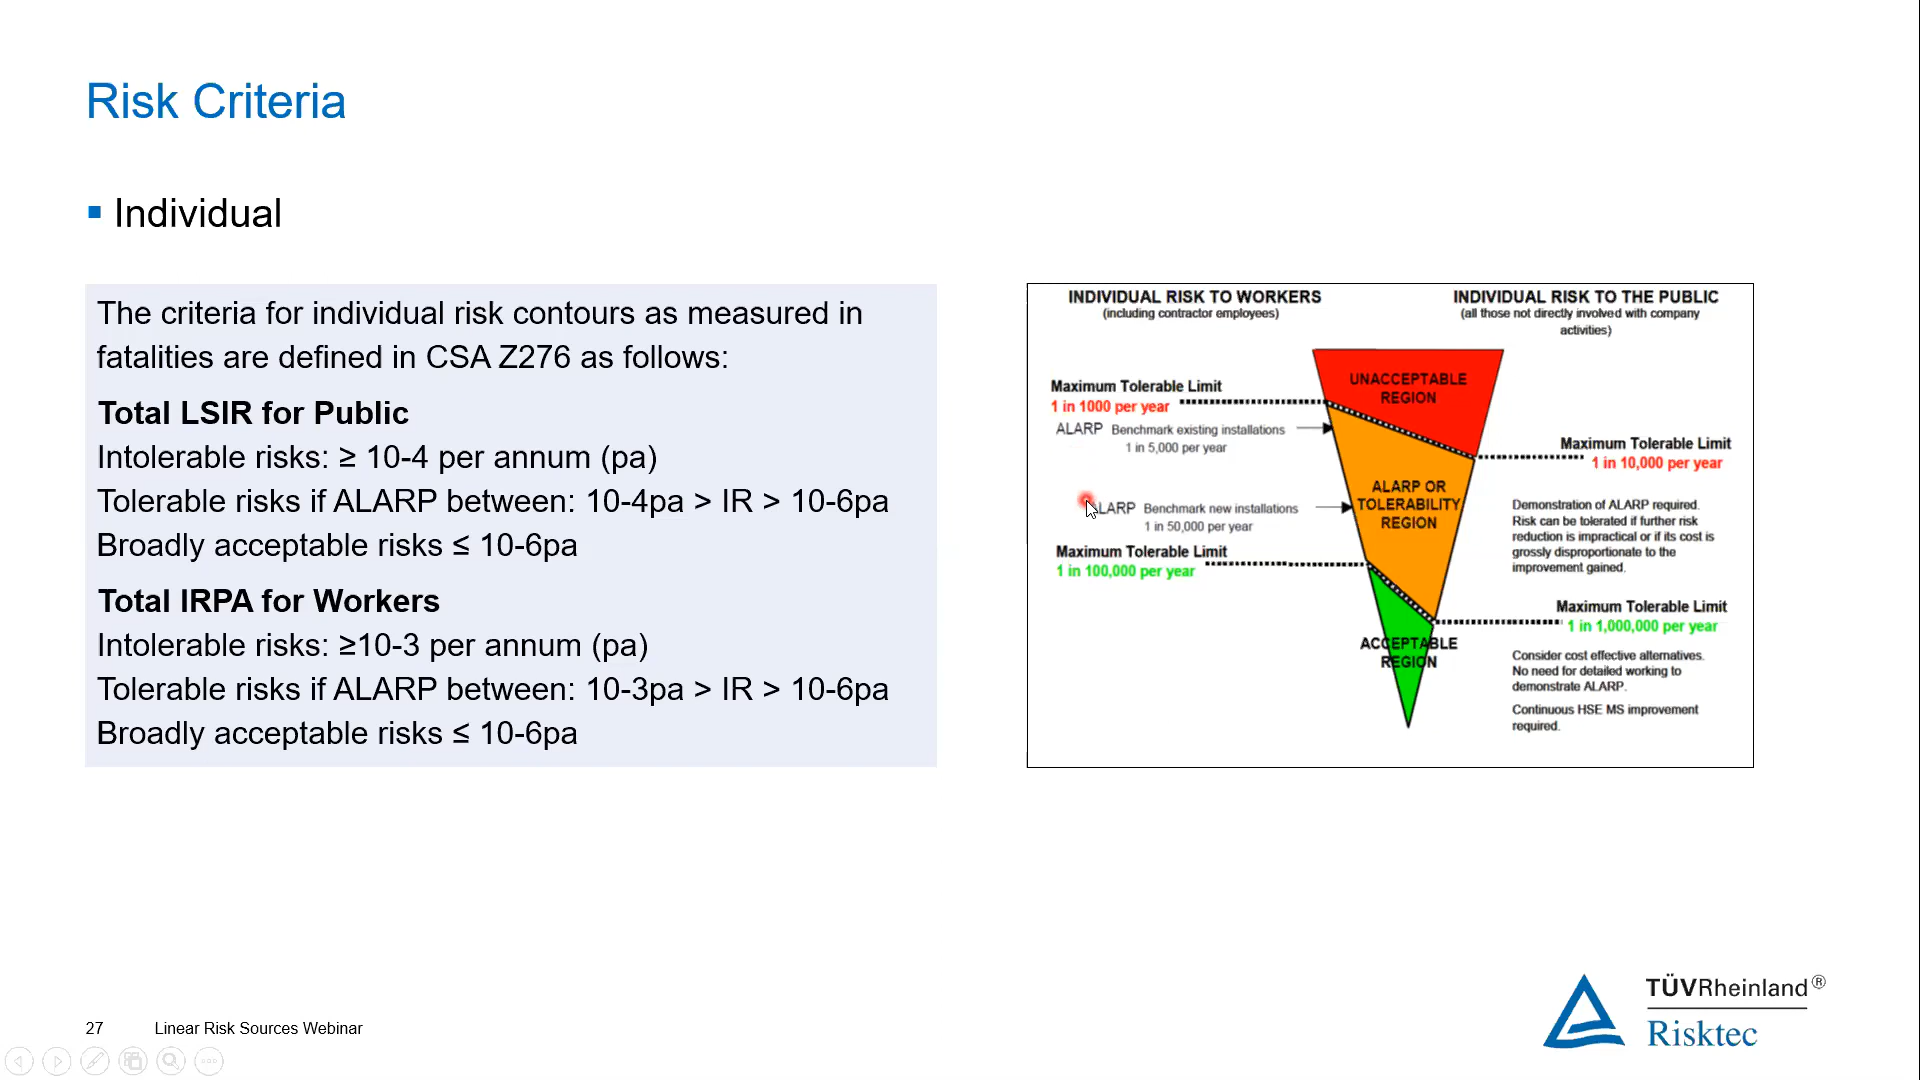 Risk Criteria
▪ Individual
The criteria for individual risk contours as measured in
fatalities are defined in CSA Z276 as follows:
Total LSIR for Public
Intolerable risks: ≥ 10-4 per annum (pa)
Tolerable risks if ALARP between: 10-4pa > IR > 10-6pa
Broadly acceptable risks ≤ 10-6pa
Total IRPA for Workers
Intolerable risks: ≥10-3 per annum (pa)
Tolerable risks if ALARP between: 10-3pa > IR > 10-6pa
Broadly acceptable risks ≤ 10-6pa
INDIVIDUAL RISK TO WORKERS
(including contractor employees)
INDIVIDUAL RISK TO THE PUBLIC
(all those not directly involved with company
activities)
UNACCEPTABLE
REGION
Maximum Tolerable Limit
1 in 1000 per year
ALARP Benchmark existing installations
1 in 5,000 per year
Maximum Tolerable Limit
1 in 10,000 per year
ALARP OR
TOLERABILITY
REGION
ALARP Benchmark new installations
1 in 50,000 per year
Demonstration of ALARP required.
Risk can be tolerated if further risk
reduction is impractical or if its cost is
grossly disproportionate to the
improvement gained.
Maximum Tolerable Limit
1 in 100,000 per year
Maximum Tolerable Limit
1 in 1,000,000 per year
ACCEPTABLE
REGION
Consider cost effective alternatives.
No need for detailed working to
demonstrate ALARP.
Continuous HSE MS improvement
required.
TÜVRheinland®
Risktec
27 Linear Risk Sources Webinar